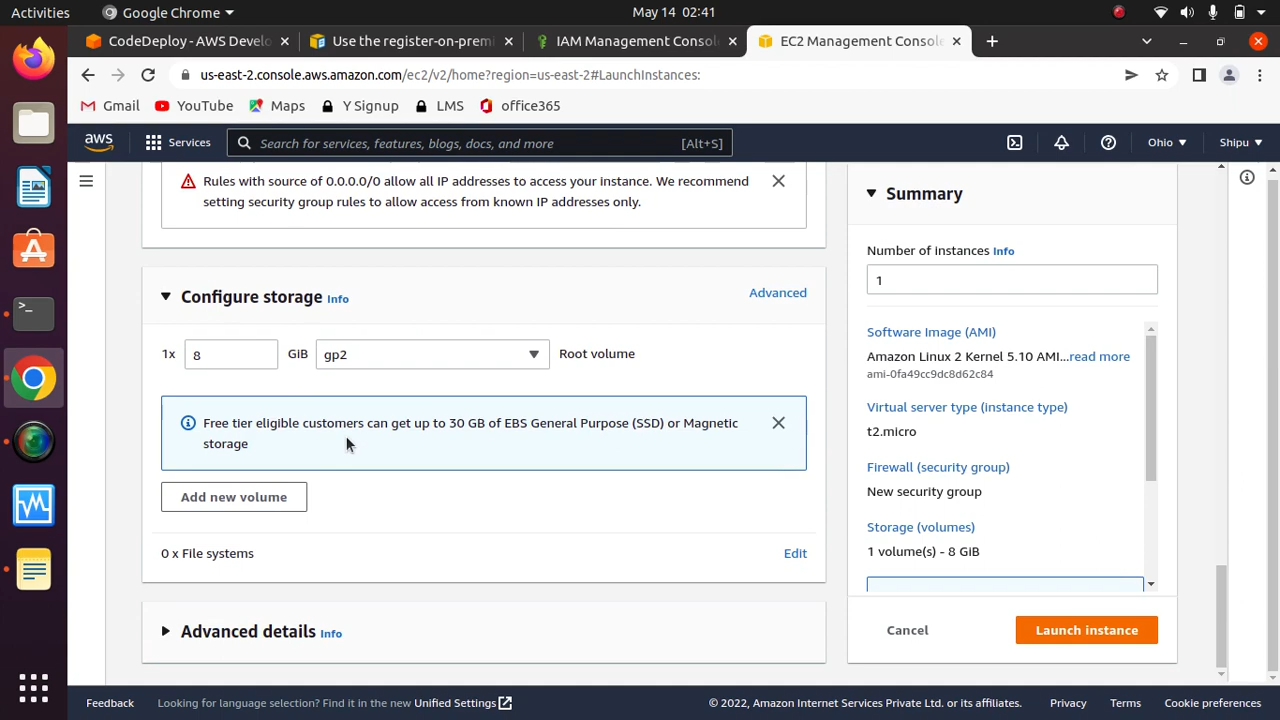 Activities
Google Chrome
May 14 02:41
CodeDeploy - AWS Develo
Use the register-on-premi
IAM Management Consol
EC2 Management Consol
us-east-2.console.aws.amazon.com/ec2/v2/home?region=us-east-2#LaunchInstances:
Gmail
YouTube
Maps
Y Signup
LMS
office365
aws
Services
Search for services, features, blogs, docs, and more
[Alt+S]
Ohio
Shipu
Rules with source of 0.0.0.0/0 allow all IP addresses to access your instance. We recommend
setting security group rules to allow access from known IP addresses only.
Configure storage Info
Advanced
1x
8
GiB
gp2
Root volume
Free tier eligible customers can get up to 30 GB of EBS General Purpose (SSD) or Magnetic
storage
Add new volume
0 x File systems
Edit
Advanced details Info
Summary
Number of instances Info
1
Software Image (AMI)
Amazon Linux 2 Kernel 5.10 AMI...read more
ami-0fa49cc9dc8d62c84
Virtual server type (instance type)
t2.micro
Firewall (security group)
New security group
Storage (volumes)
1 volume(s) - 8 GiB
Cancel
Launch instance
Feedback
Looking for language selection? Find it in the new Unified Settings
© 2022, Amazon Internet Services Private Ltd. or its affiliates.
Privacy
Terms
Cookie preferences